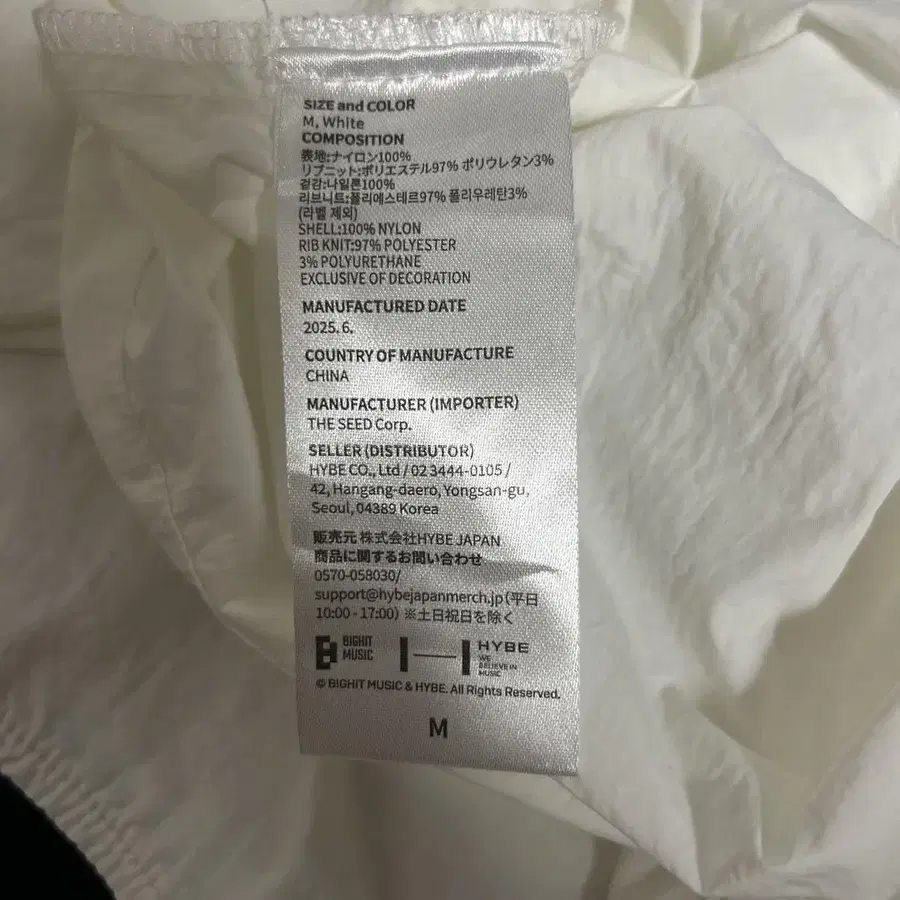 SIZE and COLOR
M, White
COMPOSITION
表地:ナイロン100%
リブニット:ポリエステル97% ポリウレタン3%
겉감:나일론100%
리브니트:폴리에스테르97% 폴리우레탄3%
(라벨 제외)
SHELL:100% NYLON
RIB KNIT:97% POLYESTER
3% POLYURETHANE
EXCLUSIVE OF DECORATION
MANUFACTURED DATE
2025. 6.
COUNTRY OF MANUFACTURE
CHINA
MANUFACTURER (IMPORTER)
THE SEED Corp.
SELLER (DISTRIBUTOR)
HYBE CO., Ltd / 02 3444-0105 /
42, Hangang-daero, Yongsan-gu,
Seoul, 04389 Korea
販売元 株式会社HYBE JAPAN
商品に関するお問い合わせ
0570-058030/
support@hybejapanmerch.jp (平日
10:00 - 17:00) ※土日祝日を除く
BIGHIT
MUSIC
HYBE
WE
BELIEVE IN
MUSIC
© BIGHIT MUSIC & HYBE. All Rights Reserved.
M